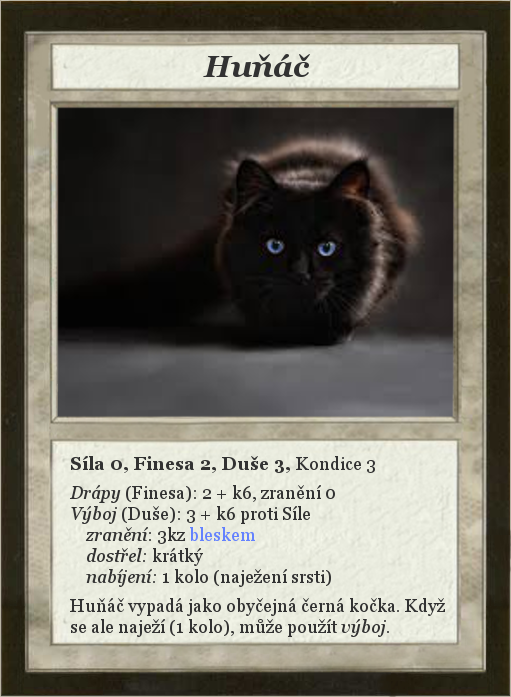 Huňáč
Síla 0, Finesa 2, Duše 3, Kondice 3
Drápy (Finesa): 2 + k6, zranění 0
Výboj (Duše): 3 + k6 proti Síle
zranění: 3kz bleskem
dostřel: krátký
nabíjení: 1 kolo (naježení srsti)
Huňáč vypadá jako obyčejná černá kočka. Když
se ale naježí (1 kolo), může použít výboj.